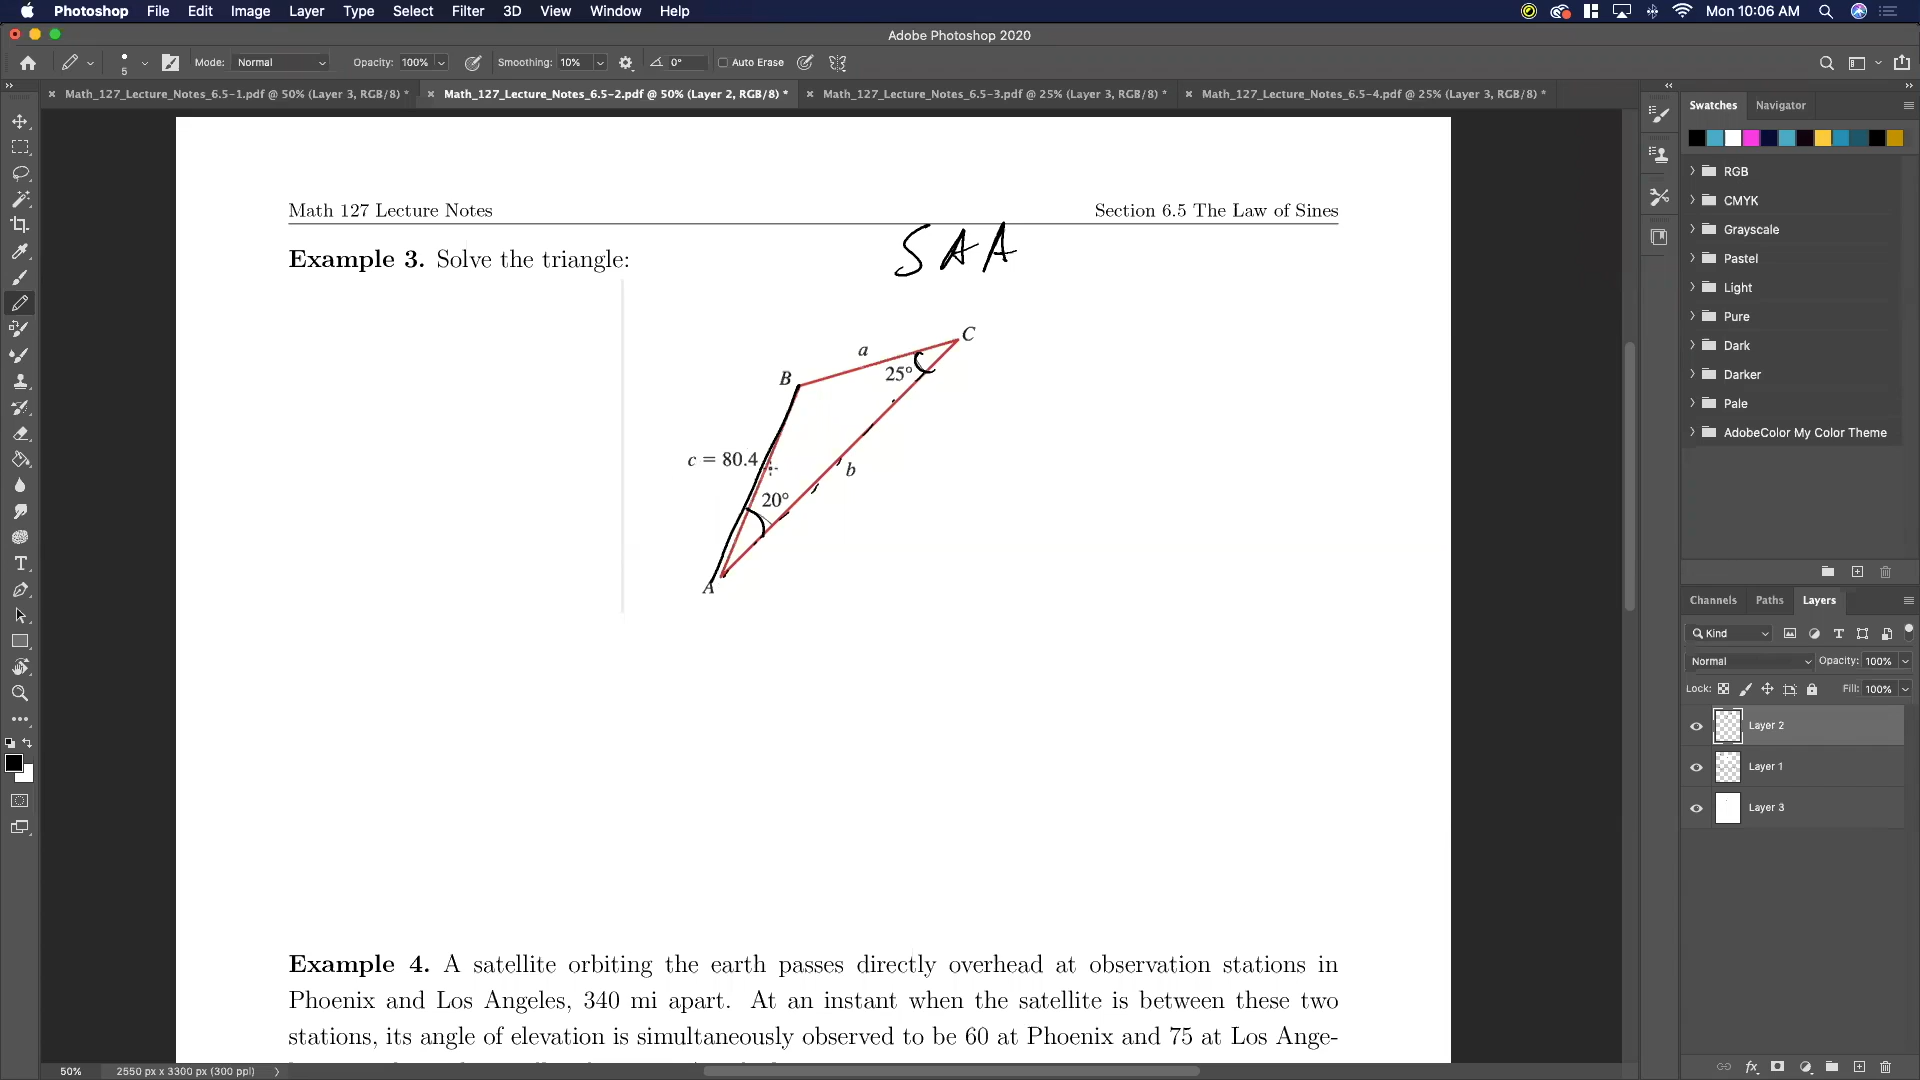 Photoshop File Edit Image Layer Type Select Filter 3D View Window Help Mon 10:06 AM
Adobe Photoshop 2020
5 Mode: Normal Opacity: 100% Smoothing: 10% 0° Auto Erase
Math_127_Lecture_Notes_6.5-1.pdf @ 50% (Layer 3, RGB/8) * Math_127_Lecture_Notes_6.5-2.pdf @ 50% (Layer 2, RGB/8) * Math_127_Lecture_Notes_6.5-3.pdf @ 25% (Layer 3, RGB/8) * Math_127_Lecture_Notes_6.5-4.pdf @ 25% (Layer 3, RGB/8) *
Math 127 Lecture Notes Section 6.5 The Law of Sines
Example 3. Solve the triangle:
SAA
C
a
25°
B
c = 80.4
b
20°
A
Example 4. A satellite orbiting the earth passes directly overhead at observation stations in
Phoenix and Los Angeles, 340 mi apart. At an instant when the satellite is between these two
stations, its angle of elevation is simultaneously observed to be 60 at Phoenix and 75 at Los Ange-
50% 2550 px x 3300 px (300 ppi)
Swatches Navigator
RGB
CMYK
Grayscale
Pastel
Light
Pure
Dark
Darker
Pale
AdobeColor My Color Theme
Channels Paths Layers
Kind
Normal Opacity: 100%
Lock: Fill: 100%
Layer 2
Layer 1
Layer 3
fx